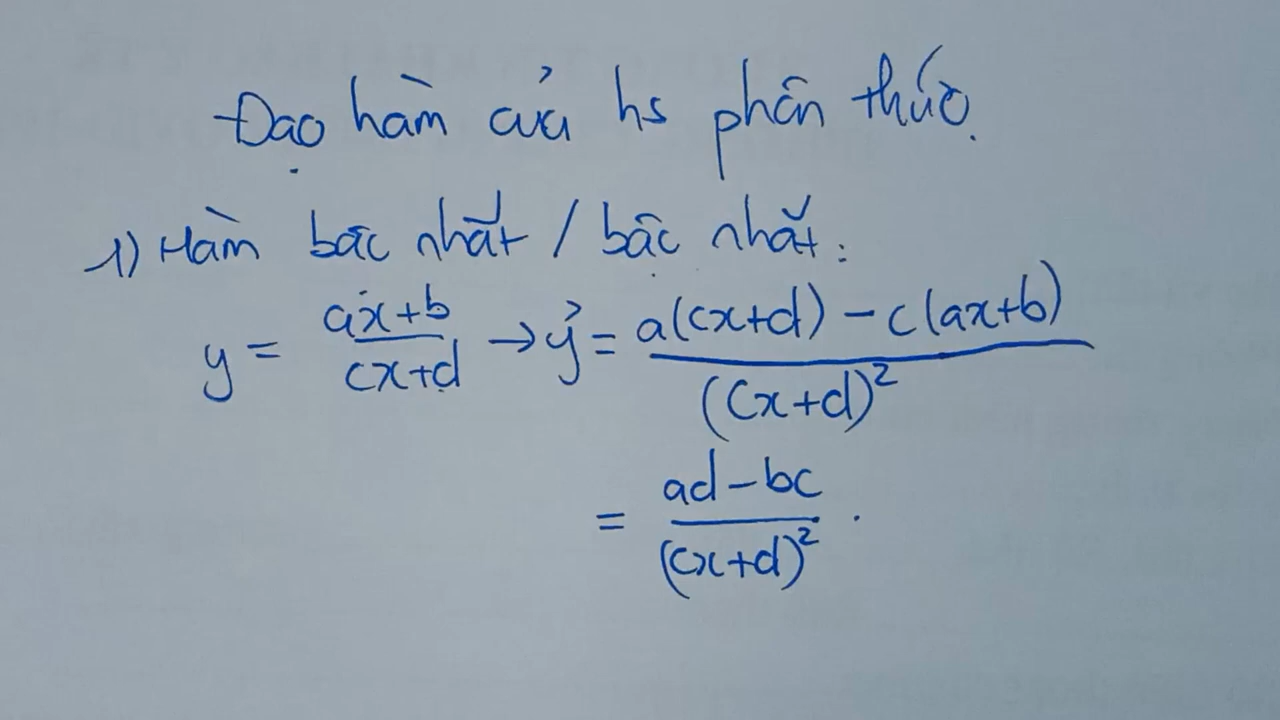 Đạo hàm của hs phân thức.
1) Hàm bậc nhất / bậc nhất:
y = (ax+b)/(cx+d) → y' = (a(cx+d) - c(ax+b))/(cx+d)²
= (ad - bc)/(cx+d)².